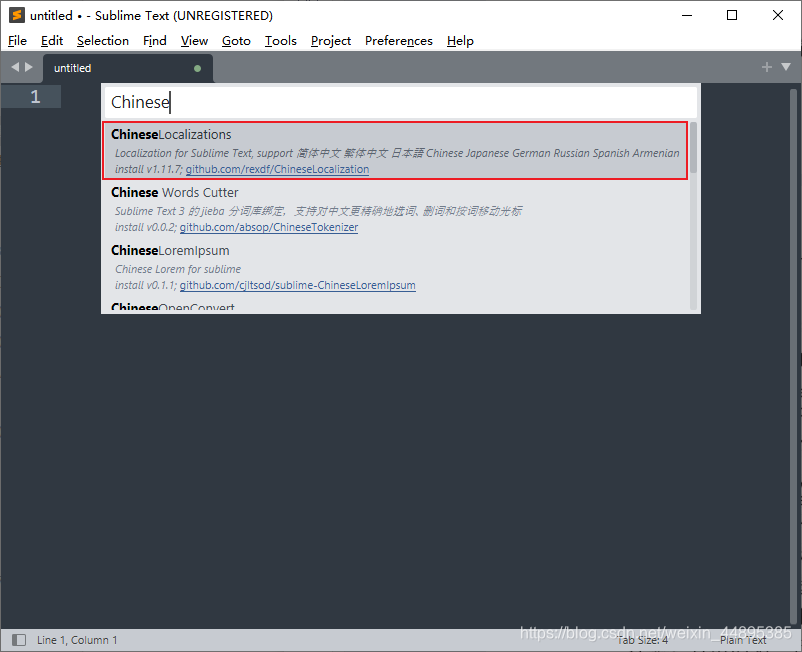 untitled • - Sublime Text (UNREGISTERED)
File Edit Selection Find View Goto Tools Project Preferences Help
untitled
1
Chinese
ChineseLocalizations
Localization for Sublime Text, support 简体中文 繁体中文 日本語 Chinese Japanese German Russian Spanish Armenian
install v1.11.7; github.com/rexdf/ChineseLocalization
Chinese Words Cutter
Sublime Text 3 的 jieba 分词库绑定，支持对中文更精确地选词、删词和按词移动光标
install v0.0.2; github.com/absop/ChineseTokenizer
ChineseLoremIpsum
Chinese Lorem for sublime
install v0.1.1; github.com/cjltsod/sublime-ChineseLoremIpsum
ChineseOpenConvert
Line 1, Column 1
Tab Size: 4
Plain Text
https://blog.csdn.net/weixin_44895385